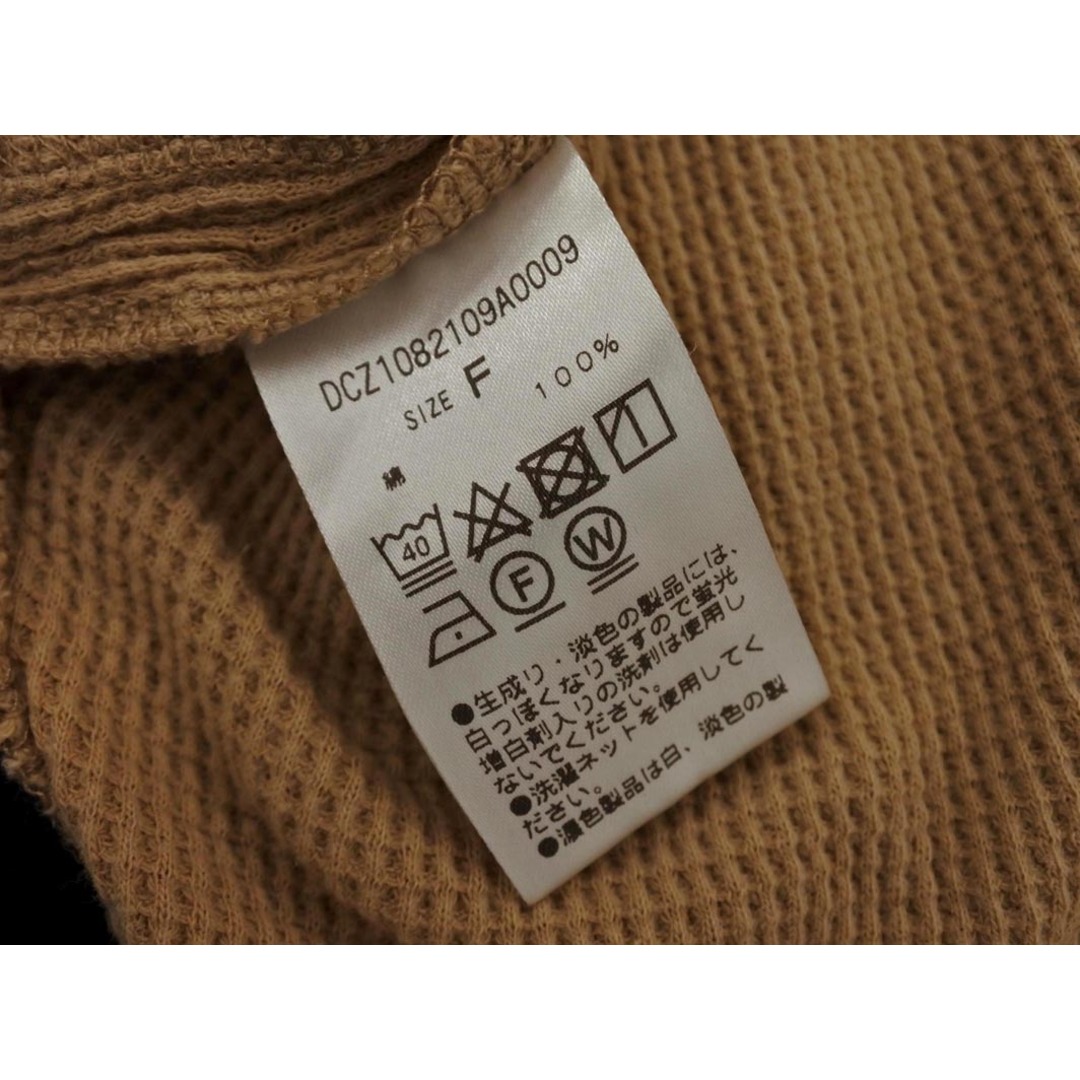 DCZ1082109A0009
SIZE F
綿 100%
40
F W
●生成り・淡色の製品には、
白っぽくなりますので蛍光
増白剤入りの洗剤は使用し
ないでください。
●洗濯ネットを使用してく
ださい。
●濃色製品は白、淡色の製